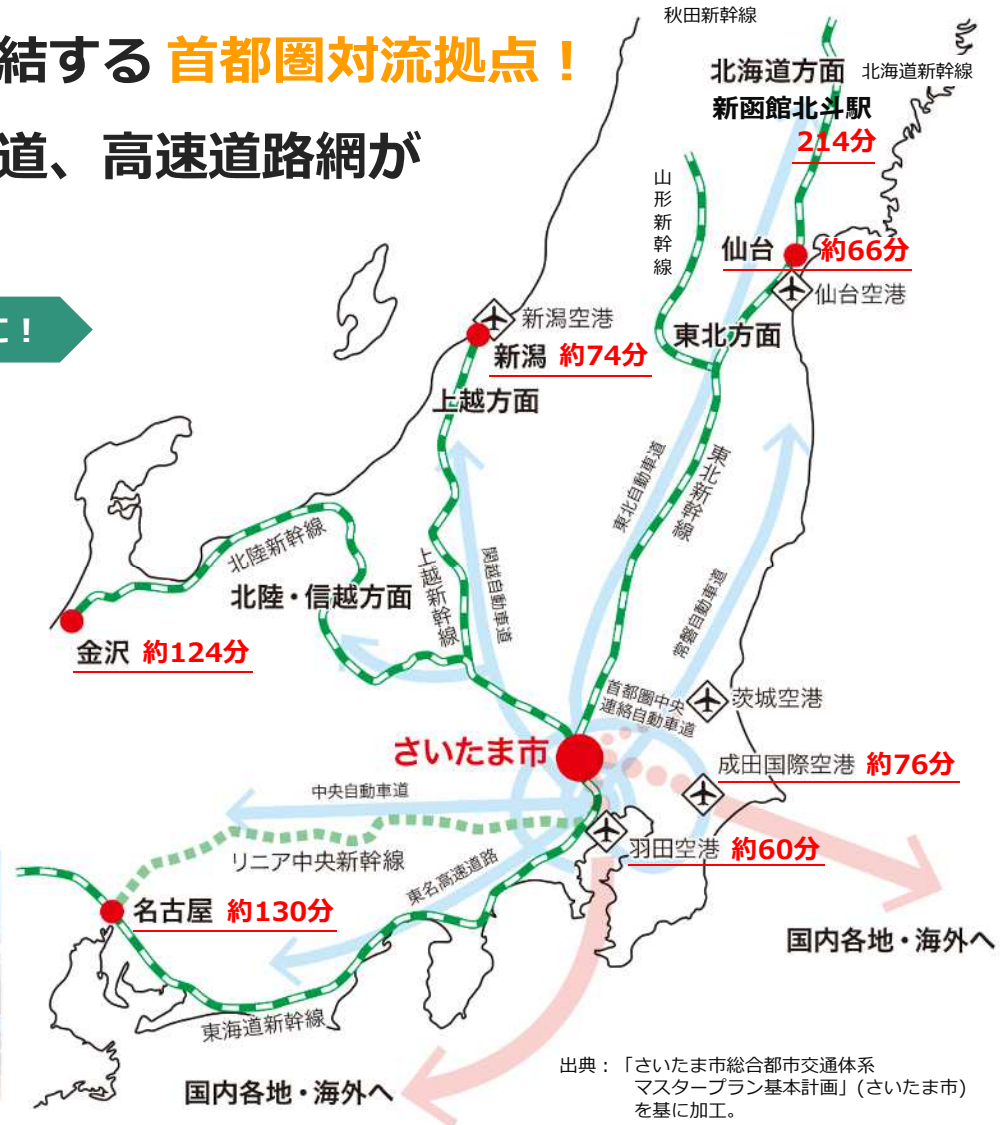 結する 首都圏対流拠点！
道、高速道路網が
に！
秋田新幹線
北海道方面
北海道新幹線
新函館北斗駅
214分
山形新幹線
仙台 約66分
仙台空港
新潟空港
新潟 約74分
東北方面
上越方面
東北自動車道
東北新幹線
北陸新幹線
上越新幹線
関越自動車道
常磐自動車道
北陸・信越方面
金沢 約124分
首都圏中央
連絡自動車道
茨城空港
さいたま市
成田国際空港 約76分
中央自動車道
羽田空港 約60分
リニア中央新幹線
東名高速道路
名古屋 約130分
国内各地・海外へ
東海道新幹線
国内各地・海外へ
出典：「さいたま市総合都市交通体系
マスタープラン基本計画」(さいたま市)
を基に加工。